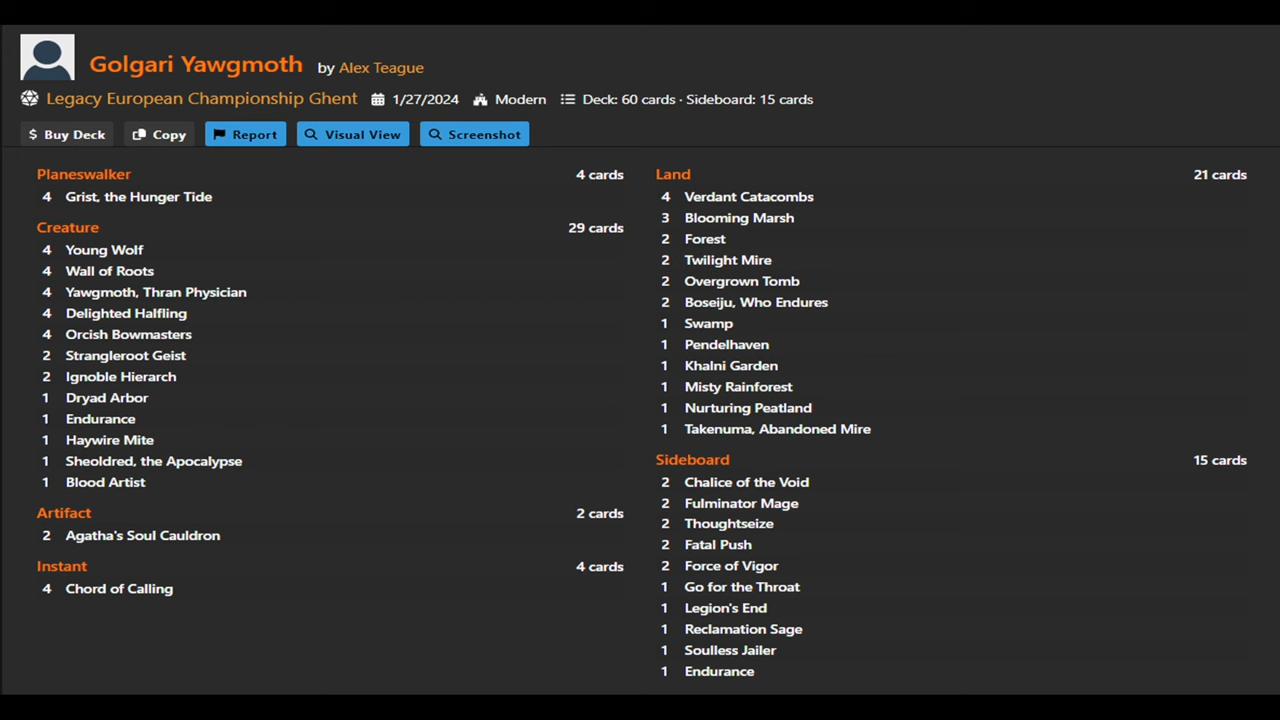 Golgari Yawgmoth by Alex Teague
Legacy European Championship Ghent 1/27/2024 Modern Deck: 60 cards · Sideboard: 15 cards
$ Buy Deck Copy Report Visual View Screenshot
Planeswalker 4 cards
4 Grist, the Hunger Tide
Creature 29 cards
4 Young Wolf
4 Wall of Roots
4 Yawgmoth, Thran Physician
4 Delighted Halfling
4 Orcish Bowmasters
2 Strangleroot Geist
2 Ignoble Hierarch
1 Dryad Arbor
1 Endurance
1 Haywire Mite
1 Sheoldred, the Apocalypse
1 Blood Artist
Artifact 2 cards
2 Agatha's Soul Cauldron
Instant 4 cards
4 Chord of Calling
Land 21 cards
4 Verdant Catacombs
3 Blooming Marsh
2 Forest
2 Twilight Mire
2 Overgrown Tomb
2 Boseiju, Who Endures
1 Swamp
1 Pendelhaven
1 Khalni Garden
1 Misty Rainforest
1 Nurturing Peatland
1 Takenuma, Abandoned Mire
Sideboard 15 cards
2 Chalice of the Void
2 Fulminator Mage
2 Thoughtseize
2 Fatal Push
2 Force of Vigor
1 Go for the Throat
1 Legion's End
1 Reclamation Sage
1 Soulless Jailer
1 Endurance